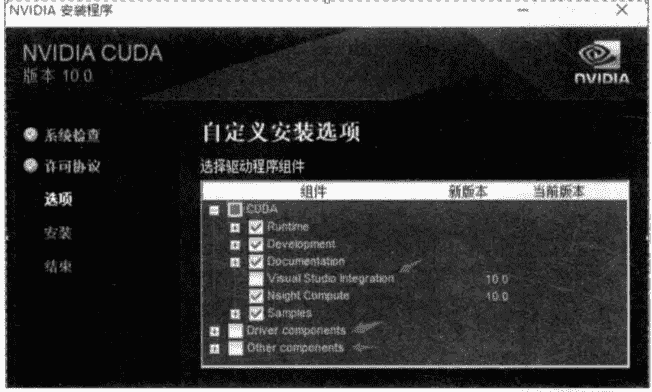 NVIDIA 安装程序
NVIDIA CUDA
版本 10.0
NVIDIA
系统检查
许可协议
选项
安装
结束
自定义安装选项
选择驱动程序组件
组件 新版本 当前版本
CUDA
Runtime
Development
Documentation
Visual Studio Integration 10.0
Nsight Compute 10.0
Samples
Driver components
Other components